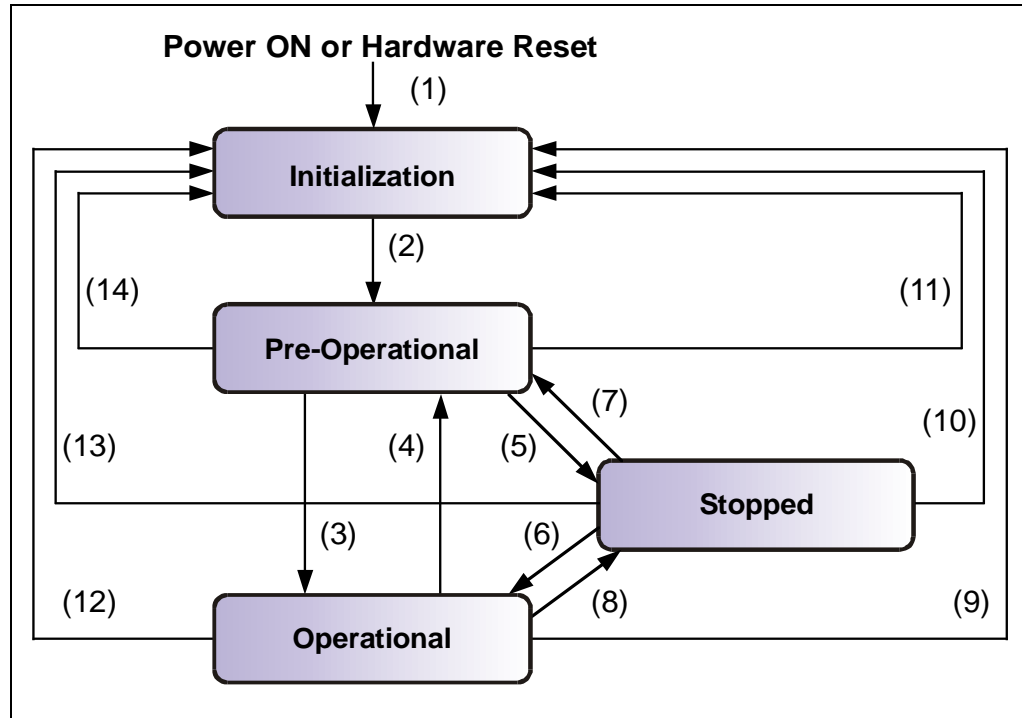 Power ON or Hardware Reset
(1)
Initialization
(2)
(14)
(11)
Pre-Operational
(7)
(13)
(4)
(5)
(10)
Stopped
(3)
(6)
(12)
(8)
(9)
Operational